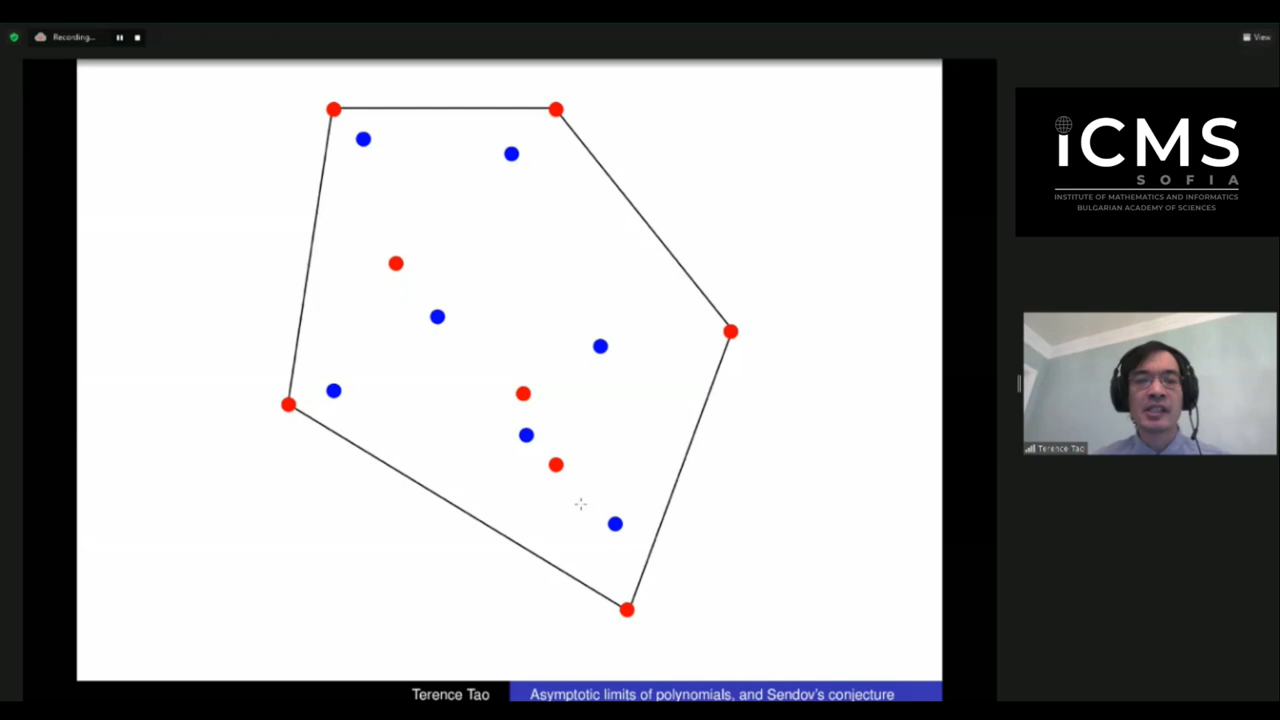 Recording...
View
iCMS
SOFIA
INSTITUTE OF MATHEMATICS AND INFORMATICS
BULGARIAN ACADEMY OF SCIENCES
Terence Tao
Terence Tao
Asymptotic limits of polynomials, and Sendov's conjecture